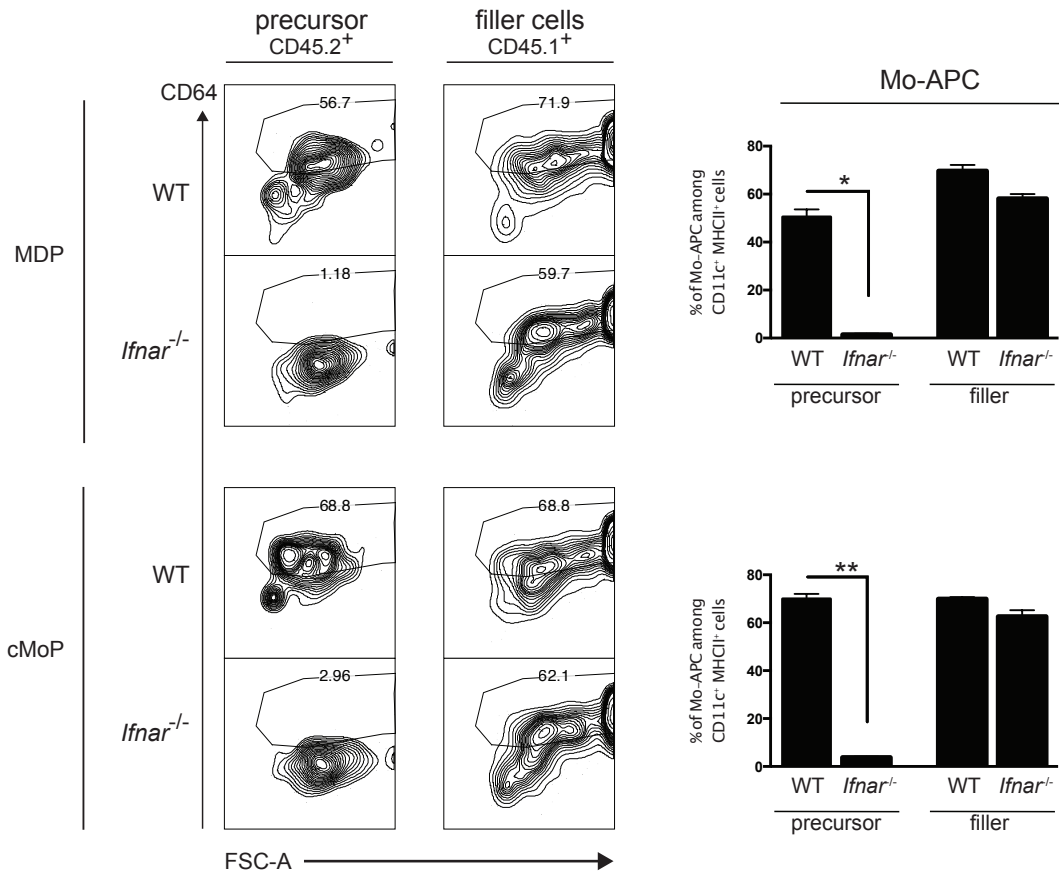 precursor
CD45.2⁺
filler cells
CD45.1⁺
CD64
MDP
WT
56.7
71.9
Ifnar⁻/⁻
1.18
59.7
cMoP
WT
68.8
68.8
Ifnar⁻/⁻
2.96
62.1
FSC-A
Mo-APC
% of Mo-APC among
CD11c⁺ MHCII⁺ cells
80
60
40
20
0
*
WT Ifnar⁻/⁻ WT Ifnar⁻/⁻
precursor filler
% of Mo-APC among
CD11c⁺ MHCII⁺ cells
80
60
40
20
0
**
WT Ifnar⁻/⁻ WT Ifnar⁻/⁻
precursor filler